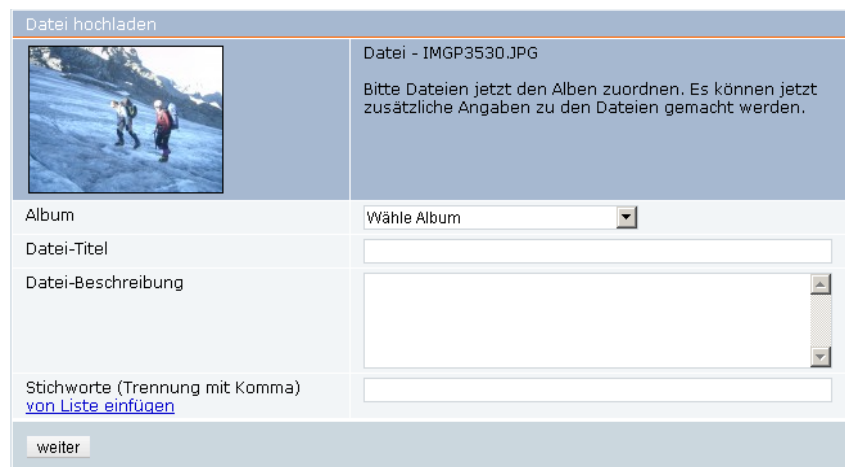 Datei hochladen
Datei - IMGP3530.JPG
Bitte Dateien jetzt den Alben zuordnen. Es können jetzt
zusätzliche Angaben zu den Dateien gemacht werden.
Album
Wähle Album
Datei-Titel
Datei-Beschreibung
Stichworte (Trennung mit Komma)
von Liste einfügen
weiter